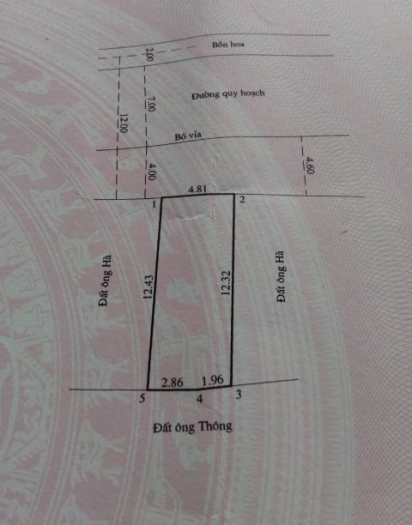 2.00
Bồn hoa
12.00
7.00
Đường quy hoạch
Bó vỉa
4.00
4.60
4.81
1
2
Đất ông Hà
12.43
12.32
Đất ông Hà
2.86
1.96
5
4
3
Đất ông Thông